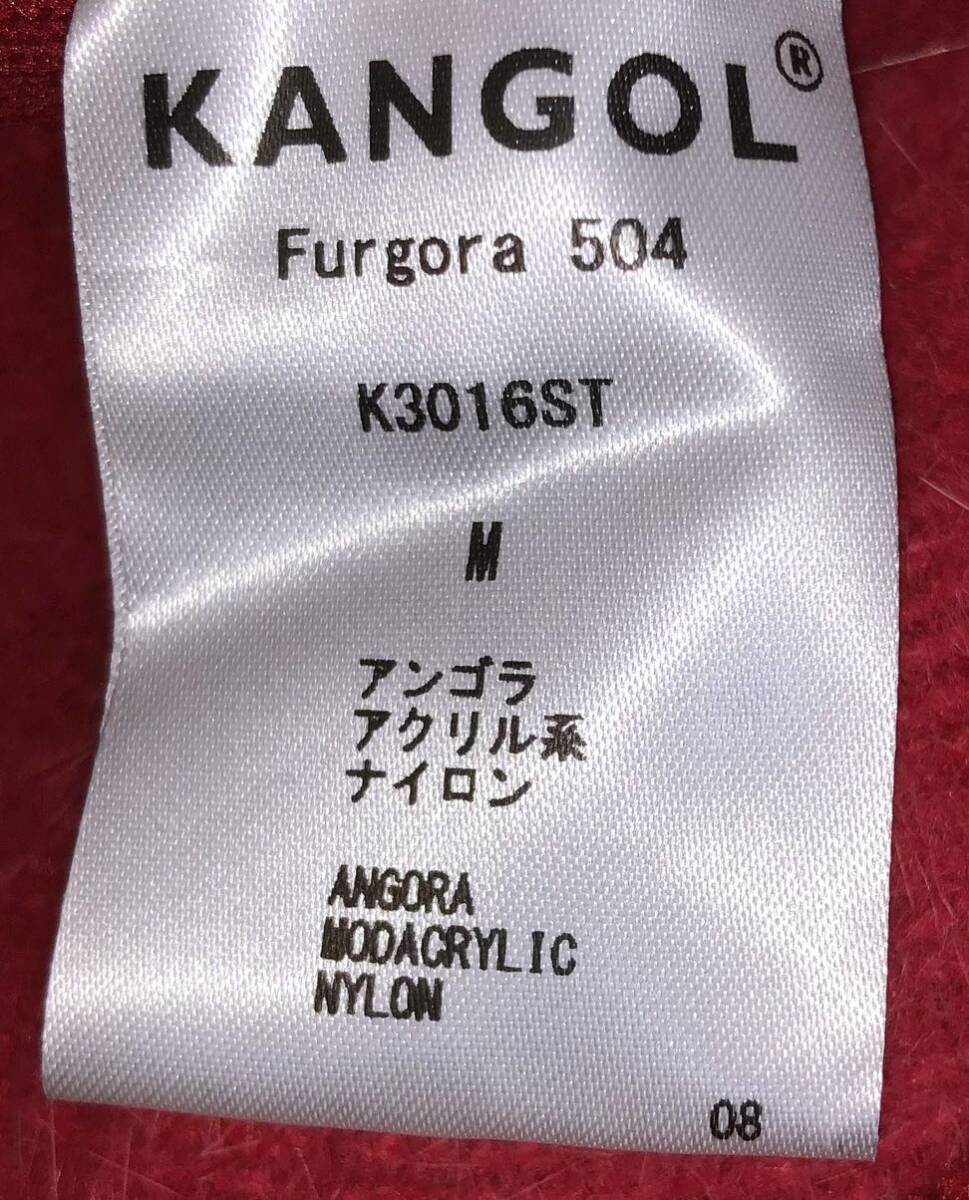 KANGOL®
Furgora 504
K3016ST
M
アンゴラ
アクリル系
ナイロン
ANGORA
MODACRYLIC
NYLON
08